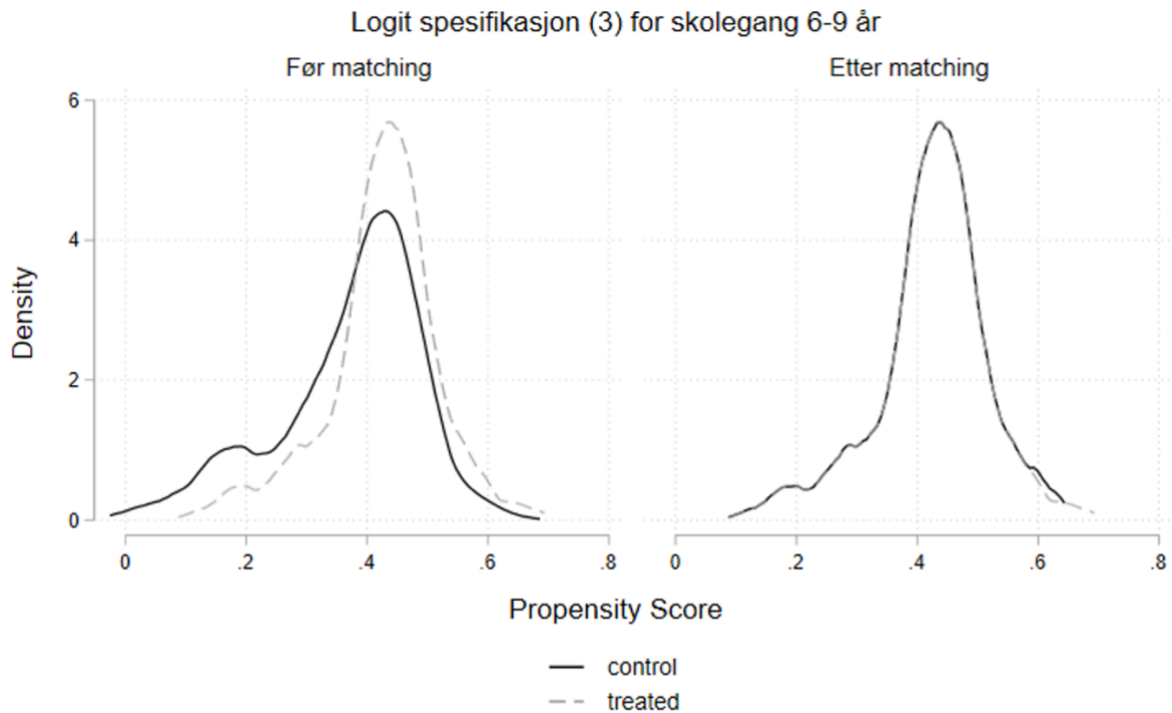 Logit spesifikasjon (3) for skolegang 6-9 år
Før matching
Etter matching
6
4
2
0
Density
0 .2 .4 .6 .8
0 .2 .4 .6 .8
Propensity Score
control
treated